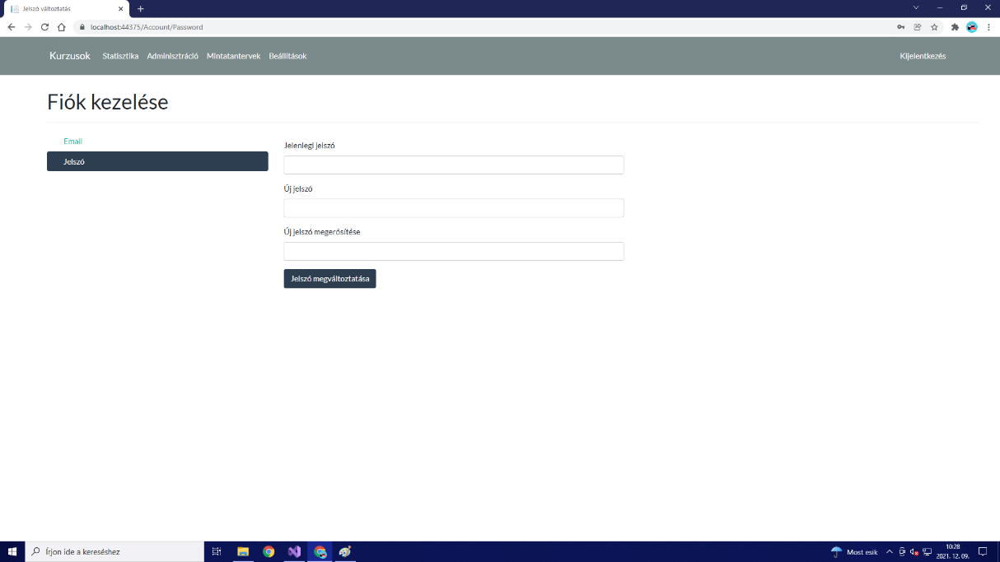 Jelszó változtatás
localhost:44375/Account/Password
Kurzusok Statisztika Adminisztráció Mintatantervek Beállítások Kijelentkezés
Fiók kezelése
Email
Jelszó
Jelenlegi jelszó
Új jelszó
Új jelszó megerősítése
Jelszó megváltoztatása
Írjon ide a kereséshez
Most esik
10:28
2021. 12. 09.